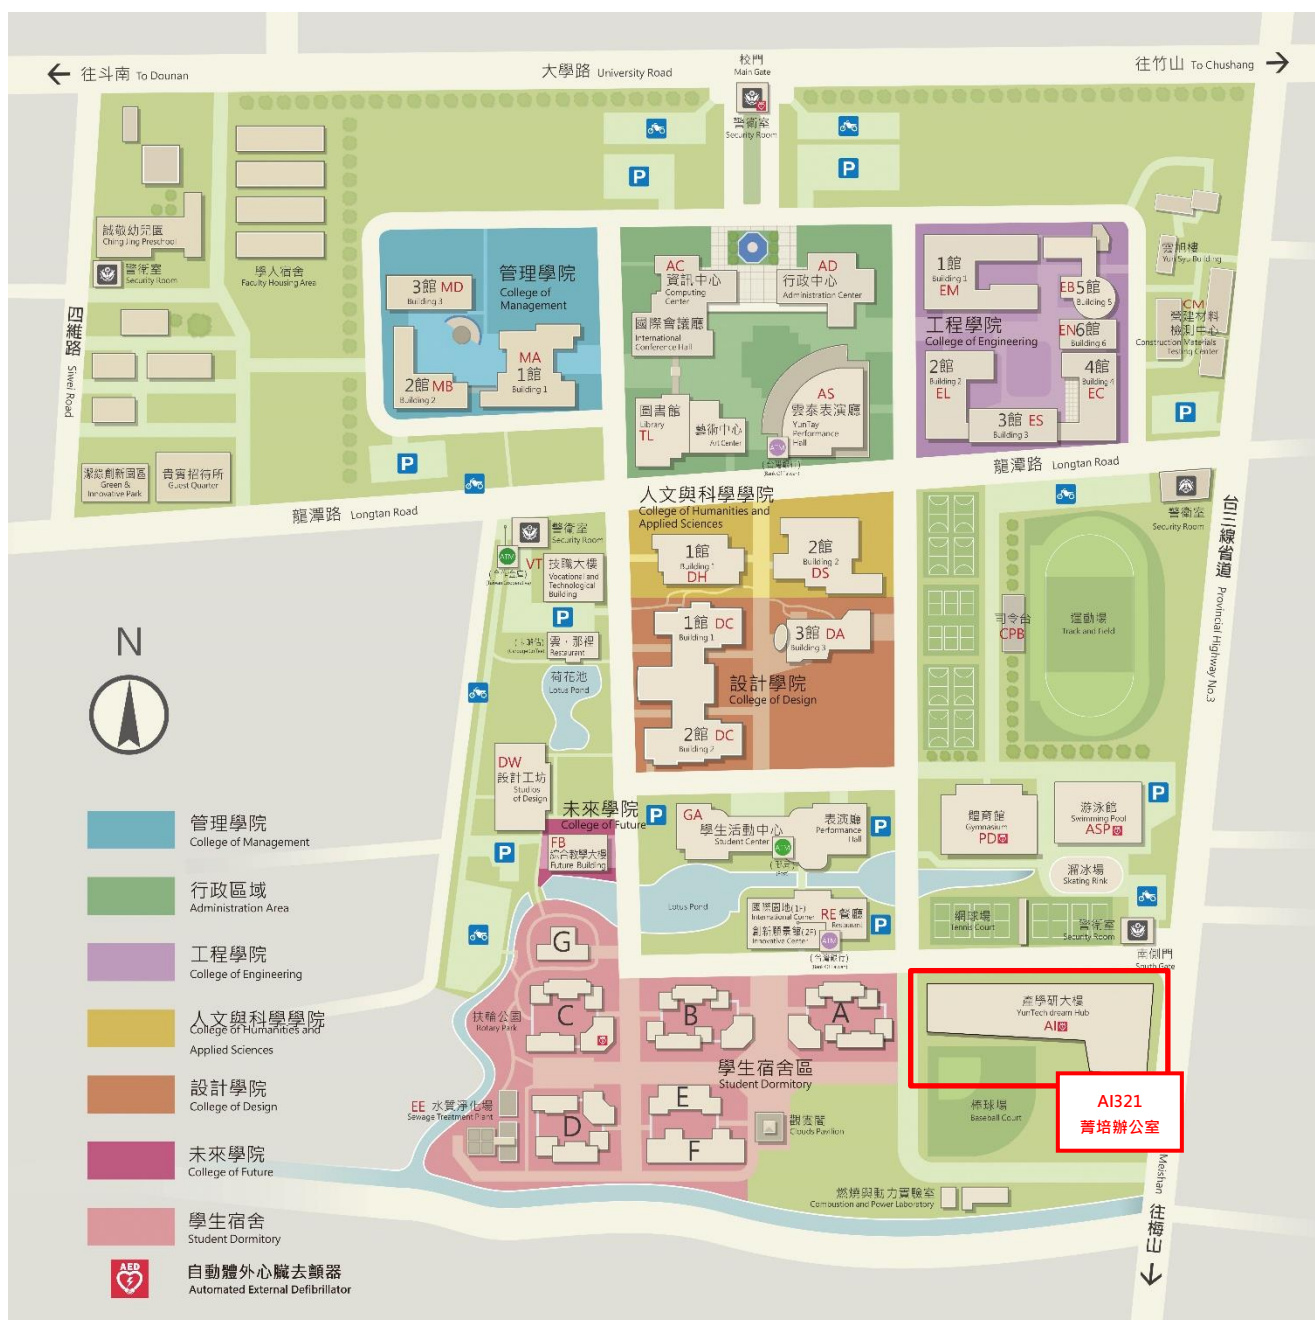 往斗南 To Dounan
大學路 University Road
校門
Main Gate
往竹山 To Chushang
警衛室
Security Room
P
P
誠敬幼兒園
Ching Jing Preschool
警衛室
Security Room
學人宿舍
Faculty Housing Area
四維路 Siwei Road
3館 MD
Building 3
管理學院
College of
Management
MA
1館
Building 1
2館 MB
Building 2
AC
資訊中心
Computing
Center
AD
行政中心
Administration Center
國際會議廳
International
Conference Hall
圖書館
Library
TL
藝術中心
Art Center
AS
雲泰表演廳
YunTay
Performance
Hall
ATM
(台灣銀行)
1館
Building 1
EM
EB 5館
Building 5
工程學院
College of Engineering
EN 6館
Building 6
2館
Building 2
EL
4館
Building 4
EC
3館 ES
Building 3
雲旭樓
Yun Syu Building
CM
營建材料
檢測中心
Construction Materials
Testing Center
P
潔綠創新園區
Green &
Innovative Park
貴賓招待所
Guest Quarter
P
龍潭路 Longtan Road
龍潭路 Longtan Road
警衛室
Security Room
台三線省道 Provincial Highway No.3
人文與科學學院
College of Humanities and
Applied Sciences
1館
Building 1
DH
2館
Building 2
DS
警衛室
Security Room
ATM
VT
技職大樓
Vocational and
Technological
Building
P
雲・那裡
Restaurant
荷花池
Lotus Pond
1館 DC
Building 1
3館 DA
Building 3
設計學院
College of Design
2館 DC
Building 2
司令台
CPB
運動場
Track and Field
N
DW
設計工坊
Studios
of Design
未來學院
College of Future
P
FB
綜合教學大樓
Future Building
P
GA
學生活動中心
Student Center
ATM
表演廳
Performance
Hall
P
體育館
Gymnasium
PD
游泳館
Swimming Pool
ASP
P
溜冰場
Skating Rink
Lotus Pond
國際園地(1F)
International Corner
創新願景館(2F)
Innovative Center
RE 餐廳
Restaurant
ATM
(台灣銀行)
P
網球場
Tennis Court
警衛室
Security Room
南側門
South Gate
G
扶輪公園
Rotary Park
C
B
A
學生宿舍區
Student Dormitory
EE 水質淨化場
Sewage Treatment Plant
D
E
F
觀雲閣
Clouds Pavilion
產學研大樓
YunTech dream Hub
AI
棒球場
Baseball Court
AI321
菁培辦公室
燃燒與動力實驗室
Combustion and Power Laboratory
Meishan 往梅山
管理學院
College of Management
行政區域
Administration Area
工程學院
College of Engineering
人文與科學學院
College of Humanities and
Applied Sciences
設計學院
College of Design
未來學院
College of Future
學生宿舍
Student Dormitory
AED
自動體外心臟去顫器
Automated External Defibrillator